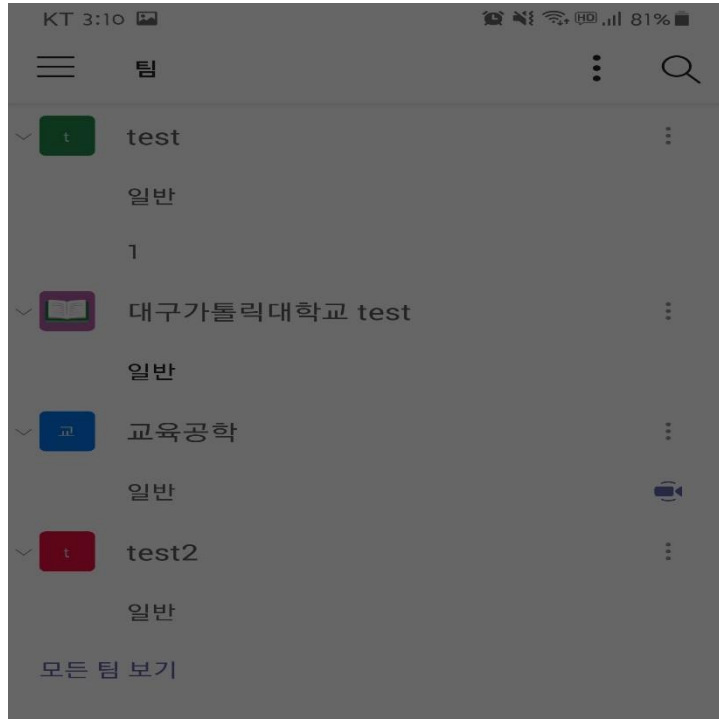 KT 3:10 HD 81%
팀
t test
일반
1
대구가톨릭대학교 test
일반
교 교육공학
일반
t test2
일반
모든 팀 보기